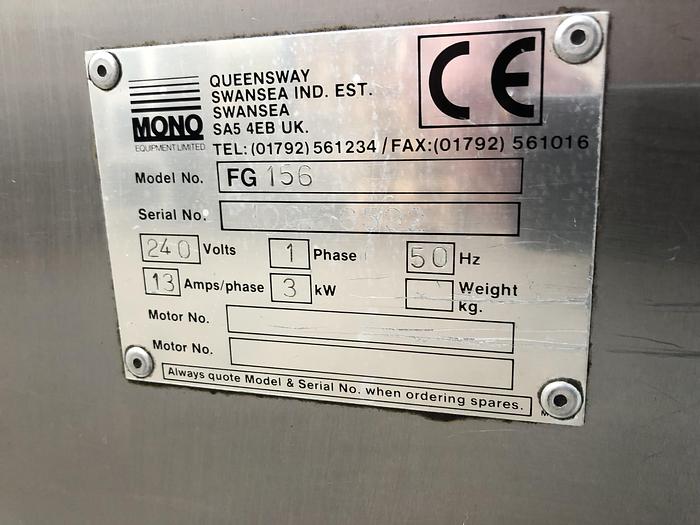 MONO
EQUIPMENT LIMITED
QUEENSWAY
SWANSEA IND. EST.
SWANSEA
SA5 4EB UK.
TEL:(01792) 561234 / FAX:(01792) 561016
CE
Model No. FG 156
Serial No.
240 Volts 1 Phase 50 Hz
13 Amps/phase 3 kW Weight
kg.
Motor No.
Motor No.
Always quote Model & Serial No. when ordering spares.